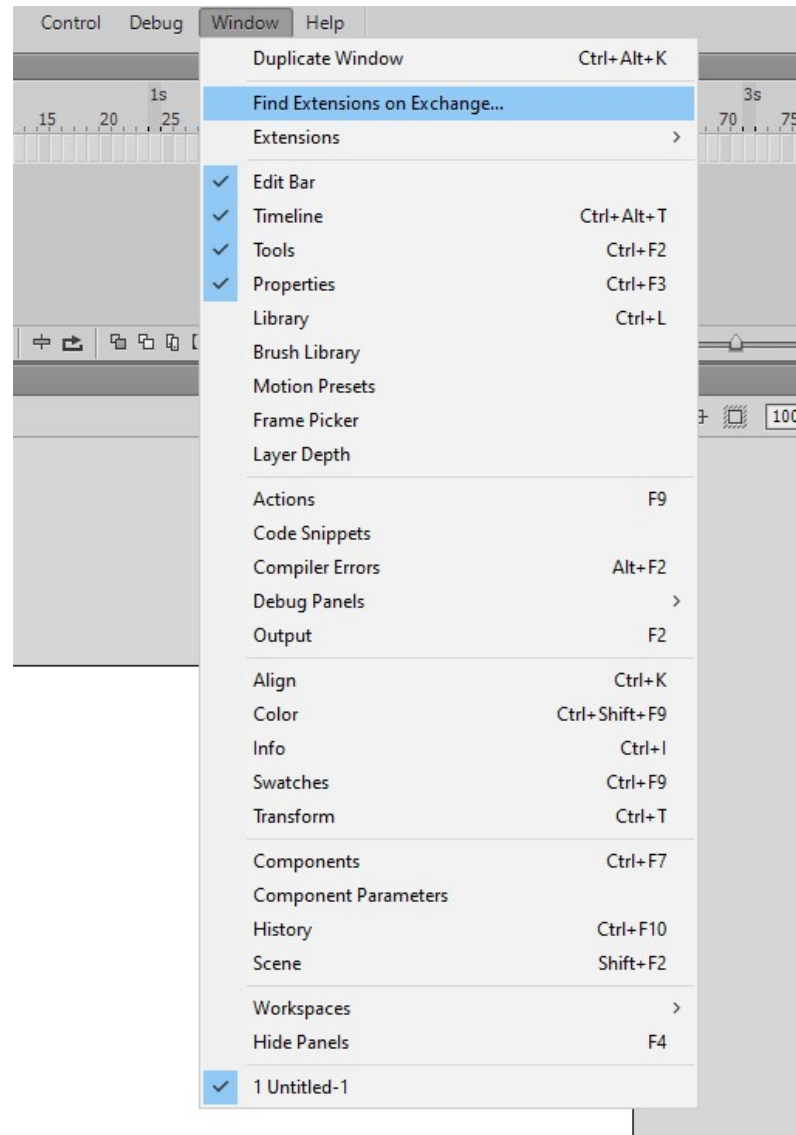 Control Debug Window Help
Duplicate Window Ctrl+Alt+K
1s 3s
15 20 25 70 75
Find Extensions on Exchange...
Extensions
Edit Bar
Timeline Ctrl+Alt+T
Tools Ctrl+F2
Properties Ctrl+F3
Library Ctrl+L
Brush Library
Motion Presets
Frame Picker
100
Layer Depth
Actions F9
Code Snippets
Compiler Errors Alt+F2
Debug Panels
Output F2
Align Ctrl+K
Color Ctrl+Shift+F9
Info Ctrl+I
Swatches Ctrl+F9
Transform Ctrl+T
Components Ctrl+F7
Component Parameters
History Ctrl+F10
Scene Shift+F2
Workspaces
Hide Panels F4
1 Untitled-1